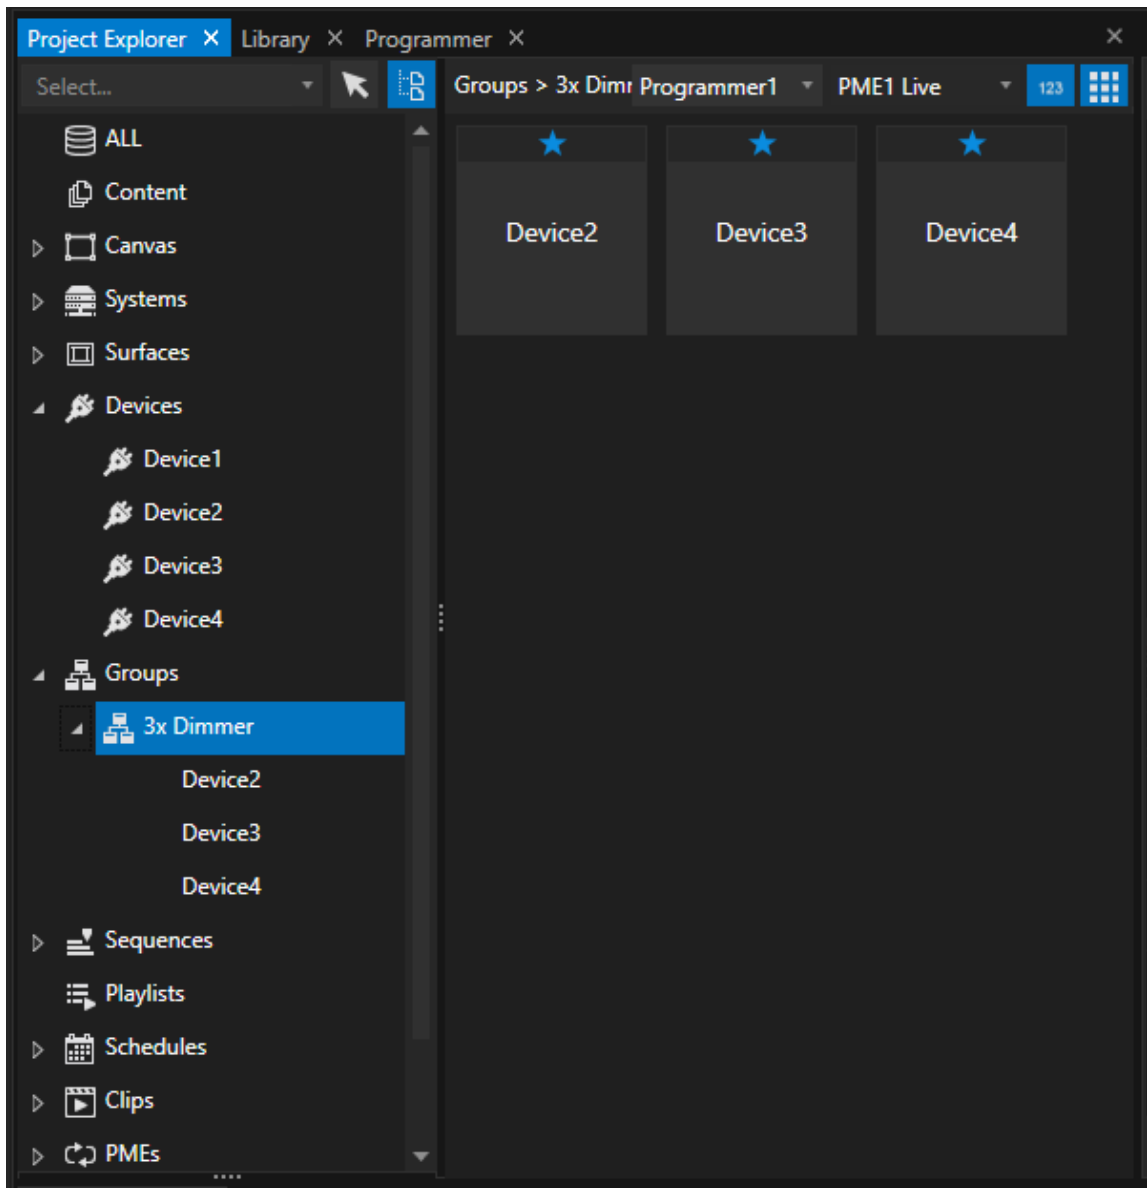 Project Explorer Library Programmer
Select... Groups > 3x Dim Programmer1 PME1 Live 123
ALL
Content
Canvas
Systems
Surfaces
Devices
Device1
Device2
Device3
Device4
Groups
3x Dimmer
Device2
Device3
Device4
Sequences
Playlists
Schedules
Clips
PMEs
Device2 Device3 Device4